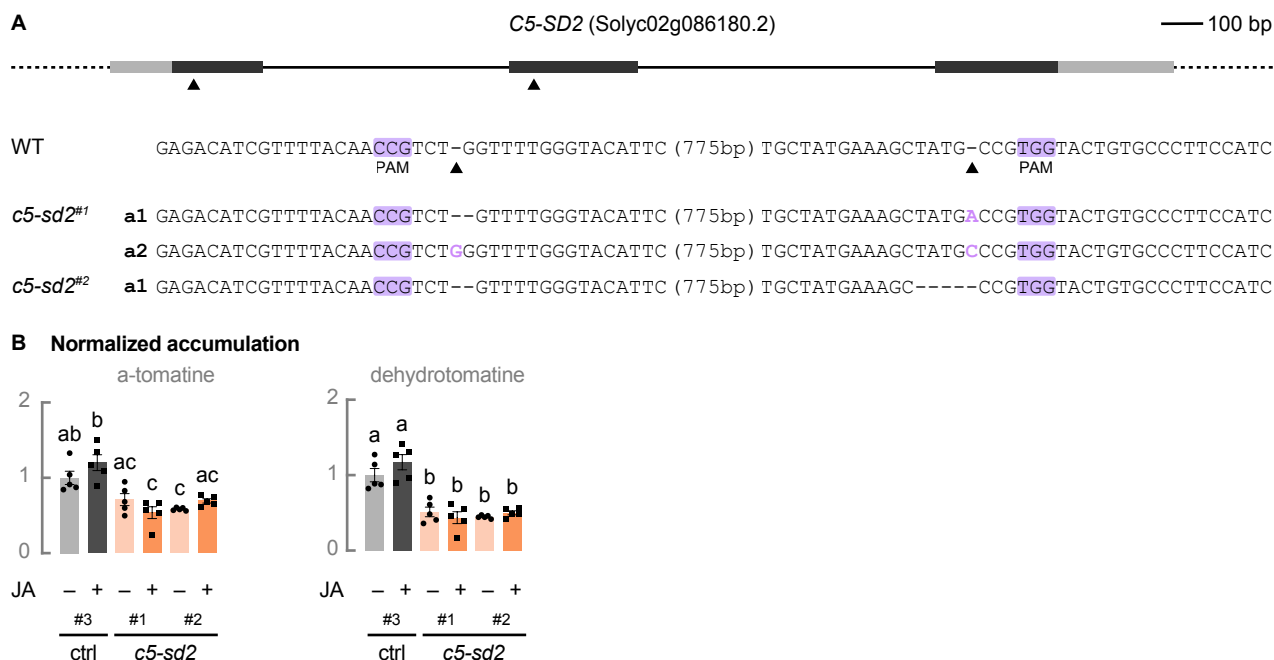 A C5-SD2 (Solyc02g086180.2) 100 bp
WT GAGACATCGTTTTACAACCGTCT-GGTTTTGGGTACATTC (775bp) TGCTATGAAAGCTATG-CCGTGGTACTGTGCCCTTCCATC
PAM PAM
c5-sd2#1 a1 GAGACATCGTTTTACAACCGTCT--GTTTTGGGTACATTC (775bp) TGCTATGAAAGCTATGACCGTGGTACTGTGCCCTTCCATC
a2 GAGACATCGTTTTACAACCGTCTGGGTTTTGGGTACATTC (775bp) TGCTATGAAAGCTATGCCCGTGGTACTGTGCCCTTCCATC
c5-sd2#2 a1 GAGACATCGTTTTACAACCGTCT--GTTTTGGGTACATTC (775bp) TGCTATGAAAGC-----CCGTGGTACTGTGCCCTTCCATC
B Normalized accumulation
a-tomatine dehydrotomatine
2 2
ab b ac c c ac a a b b b b
1 1
0 0
JA – + – + – + JA – + – + – +
#3 #1 #2 #3 #1 #2
ctrl c5-sd2 ctrl c5-sd2